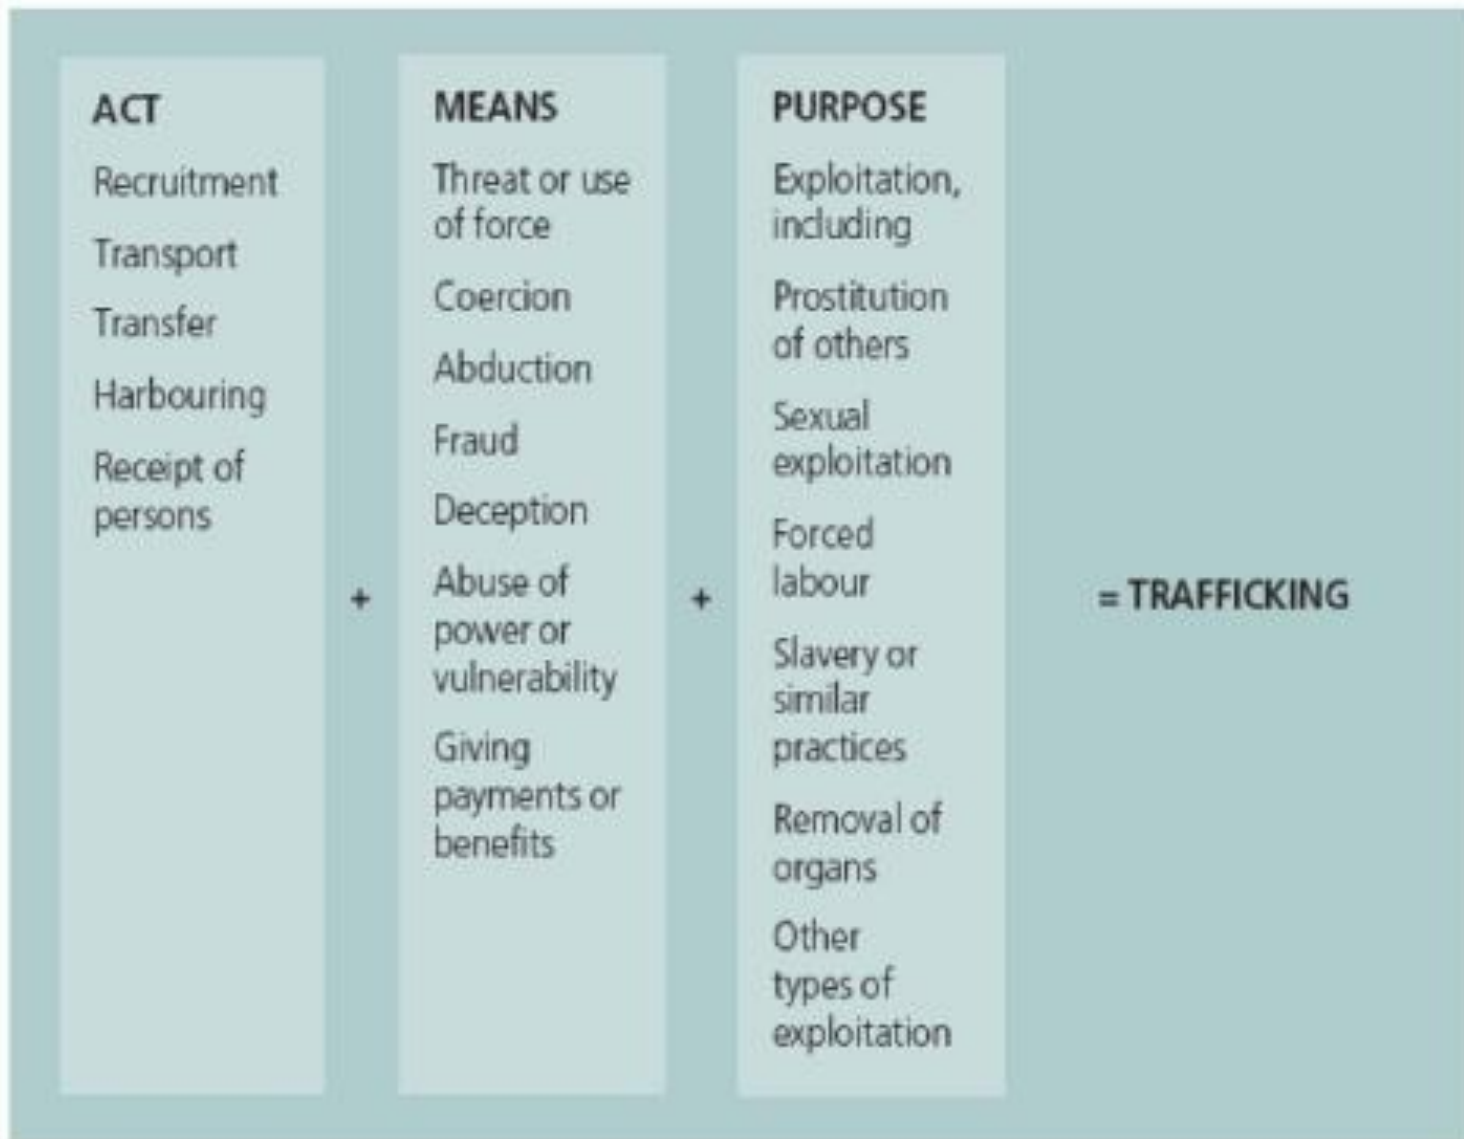 ACT
Recruitment
Transport
Transfer
Harbouring
Receipt of
persons
+
MEANS
Threat or use
of force
Coercion
Abduction
Fraud
Deception
Abuse of
power or
vulnerability
Giving
payments or
benefits
+
PURPOSE
Exploitation,
including
Prostitution
of others
Sexual
exploitation
Forced
labour
Slavery or
similar
practices
Removal of
organs
Other
types of
exploitation
= TRAFFICKING